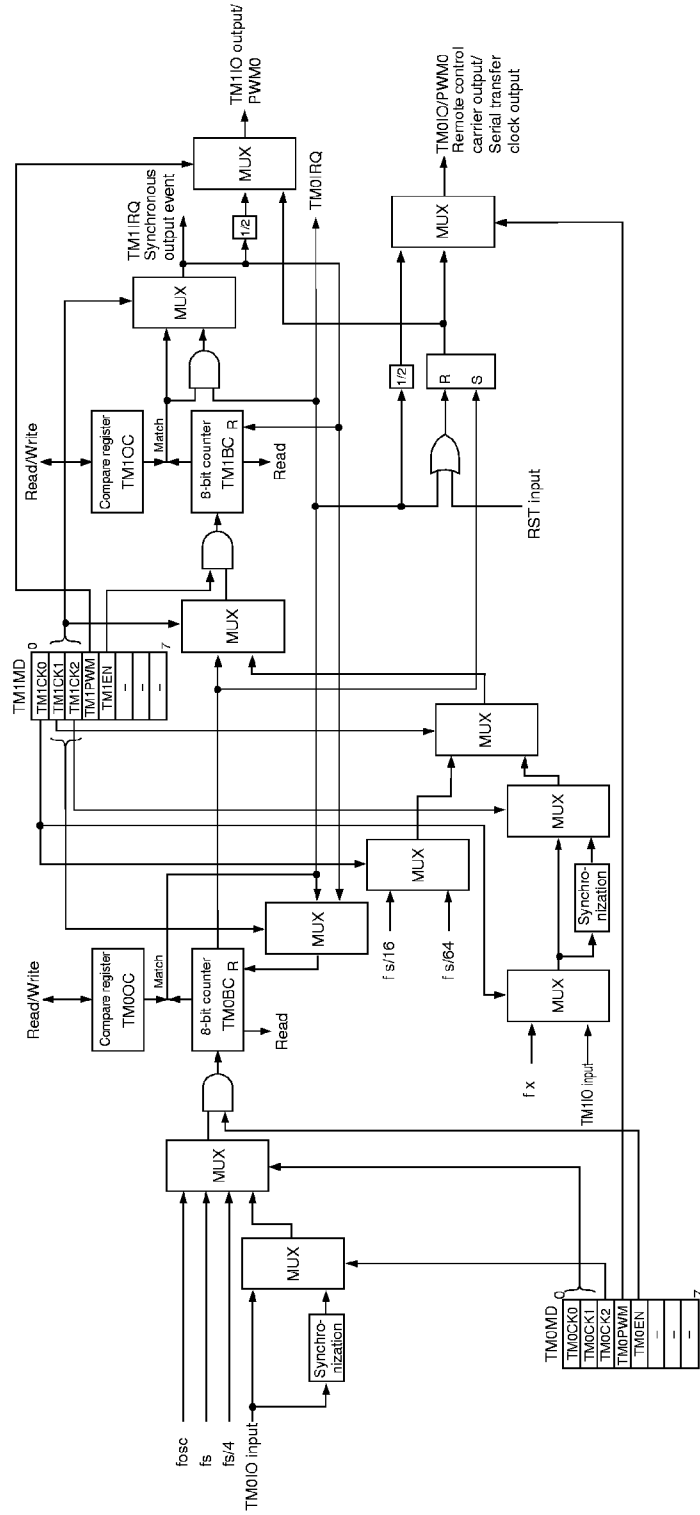 fosc
fs
fs/4
TM0IO input
Synchro-
nization
MUX
MUX
TM0MD
0
TM0CK0
TM0CK1
TM0CK2
TM0PWM
TM0EN
–
–
–
7
Read/Write
Compare register
TM0OC
Match
8-bit counter
TM0BC
R
Read
MUX
f s/16
f s/64
MUX
f x
TM1IO input
MUX
Synchro-
nization
MUX
MUX
TM1MD
0
TM1CK0
TM1CK1
TM1CK2
TM1PWM
TM1EN
–
–
–
7
MUX
Read/Write
Compare register
TM1OC
Match
8-bit counter
TM1BC
R
Read
RST input
R
S
1/2
MUX
TM1IRQ
Synchronous
output event
1/2
MUX
TM1IO output/
PWM0
TM0IRQ
MUX
TM0IO/PWM0
Remote control
carrier output/
Serial transfer
clock output